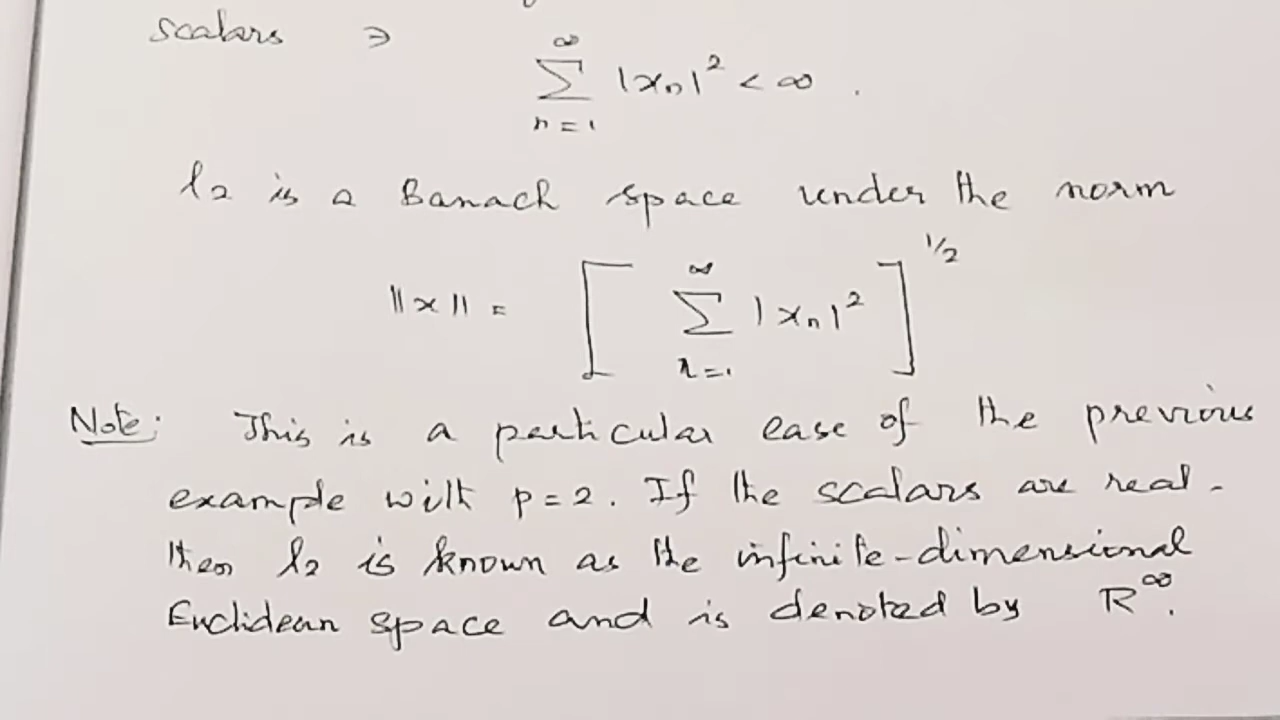 scalars ∋
∞
∑ |xₙ|² < ∞ .
n=1
l₂ is a Banach space under the norm
‖x‖ = [ ∑_{n=1}^{∞} |xₙ|² ]^{1/2}
Note: This is a particular case of the previous
example with p=2. If the scalars are real-
then l₂ is known as the infinite-dimensional
Euclidean space and is denoted by R^∞.